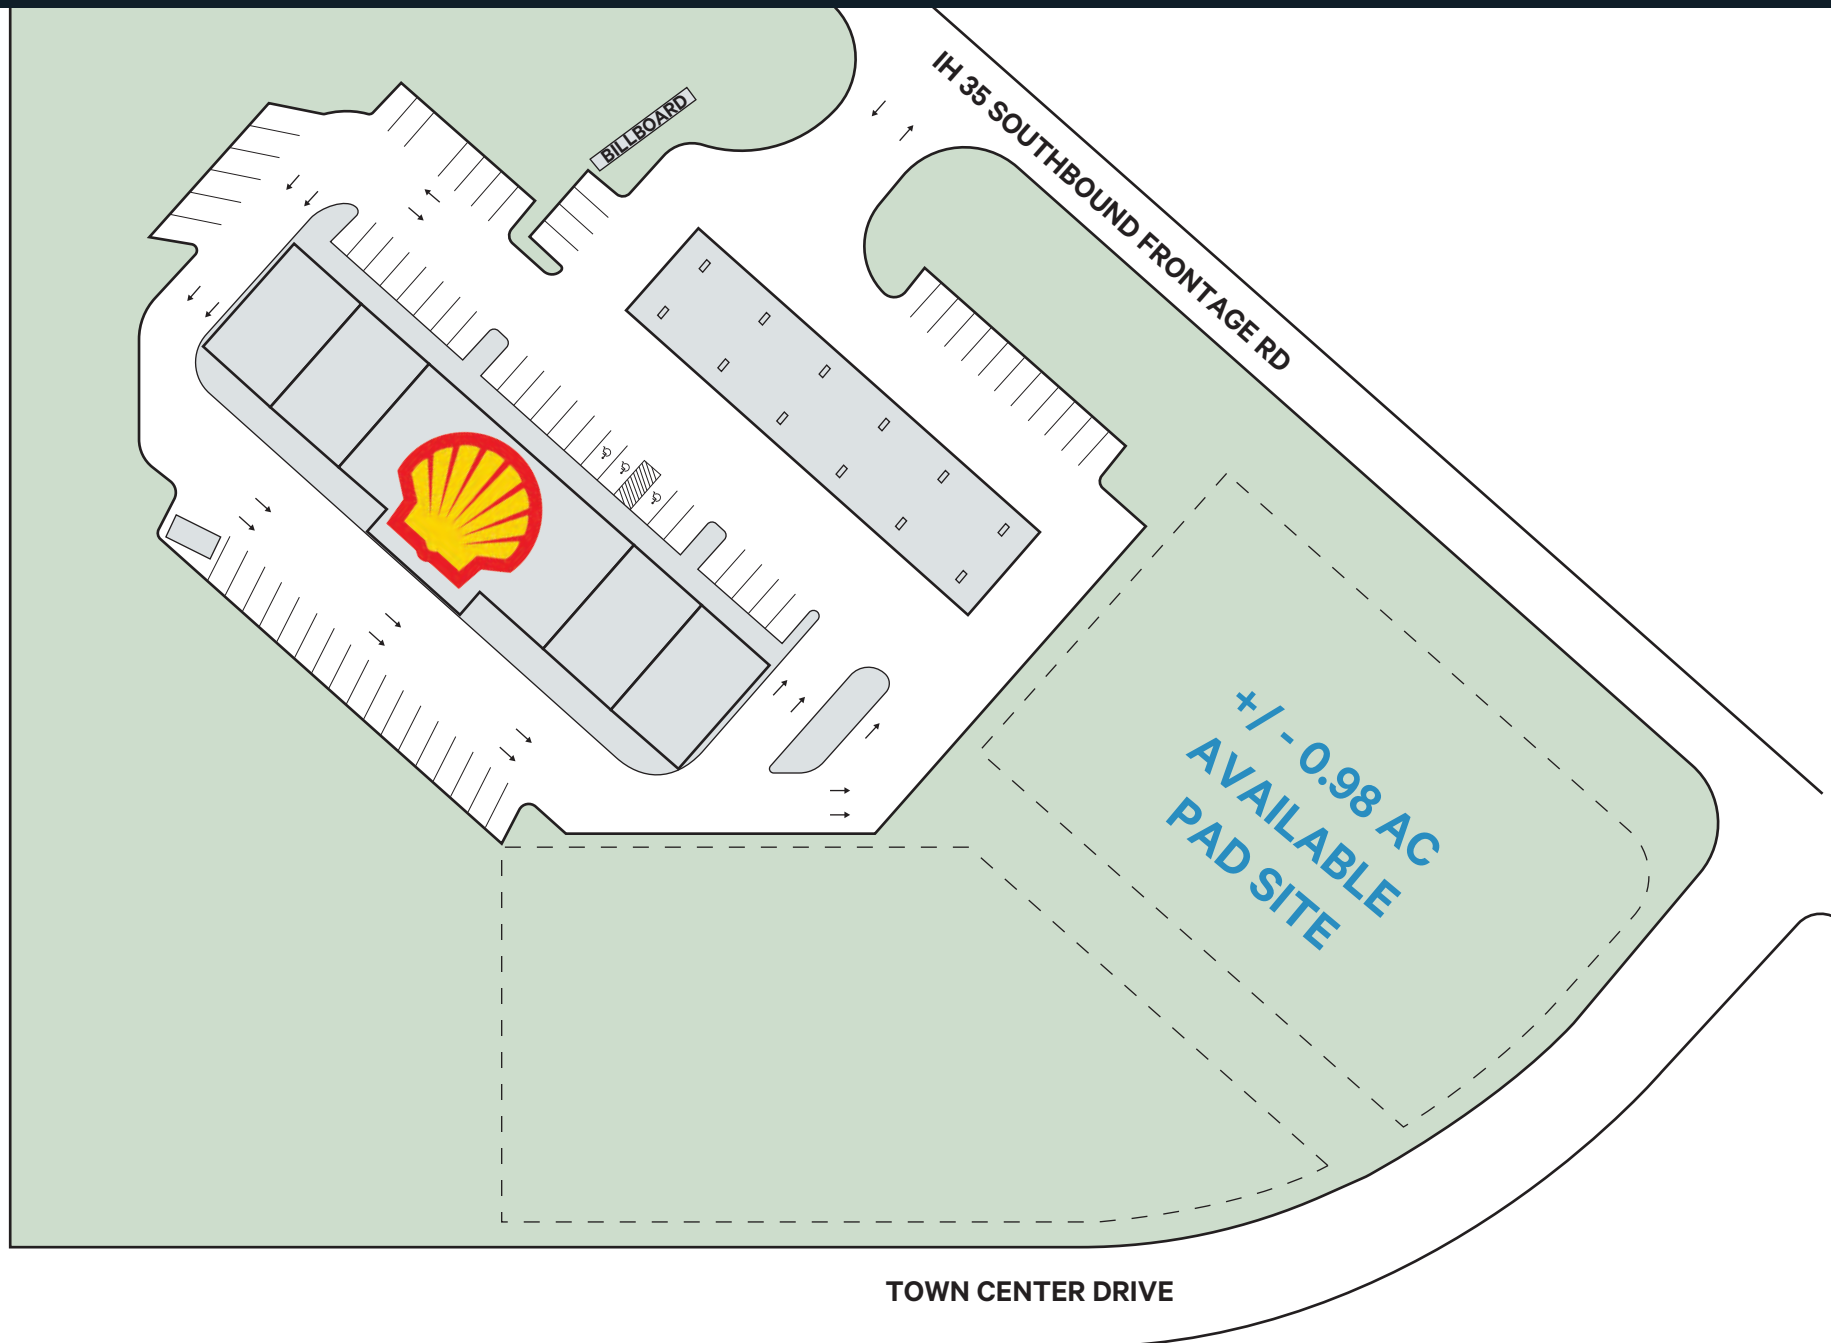 IH 35 SOUTHBOUND FRONTAGE RD
BILLBOARD
+/- 0.98 AC
AVAILABLE
PAD SITE
TOWN CENTER DRIVE